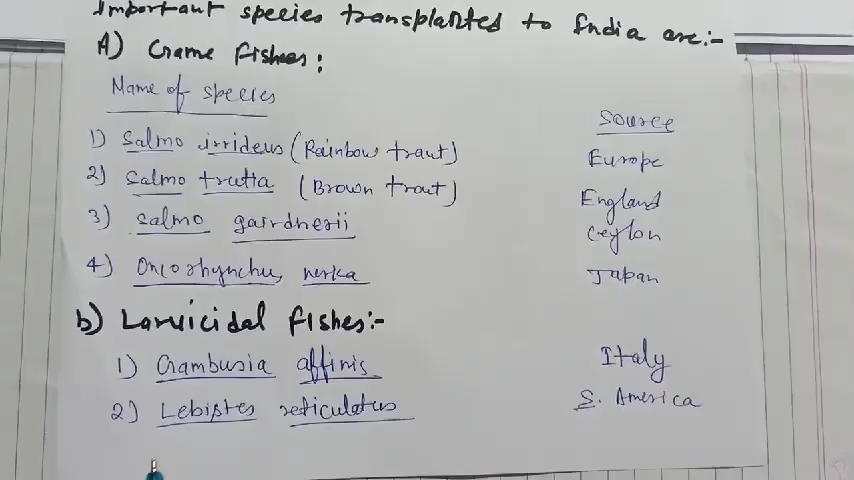 Important species transplanted to India are:-
A) Game Fishes:
Name of species Source
1) Salmo irrideus (Rainbow traut) Europe
2) Salmo trutta (Brown traut) England
3) Salmo gairdnerii Ceylon
4) Oncorhynchus nerka Japan
b) Larvicidal Fishes:-
1) Gambusia affinis Italy
2) Lebistes reticulatus S. America